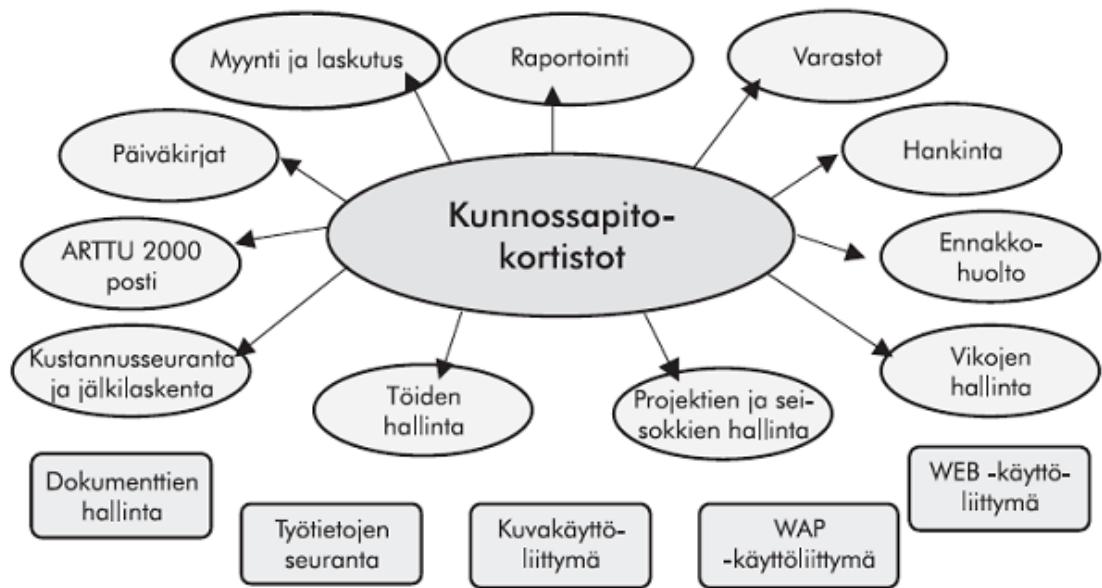 Myynti ja laskutus
Raportointi
Varastot
Päiväkirjat
Hankinta
Kunnossapito-
kortistot
ARTTU 2000
posti
Ennakko-
huolto
Kustannusseuranta
ja jälkilaskenta
Töiden
hallinta
Projektien ja sei-
sokkien hallinta
Vikojen
hallinta
Dokumenttien
hallinta
Työtietojen
seuranta
Kuvakäyttö-
liittymä
WAP
-käyttöliittymä
WEB -käyttö-
liittymä